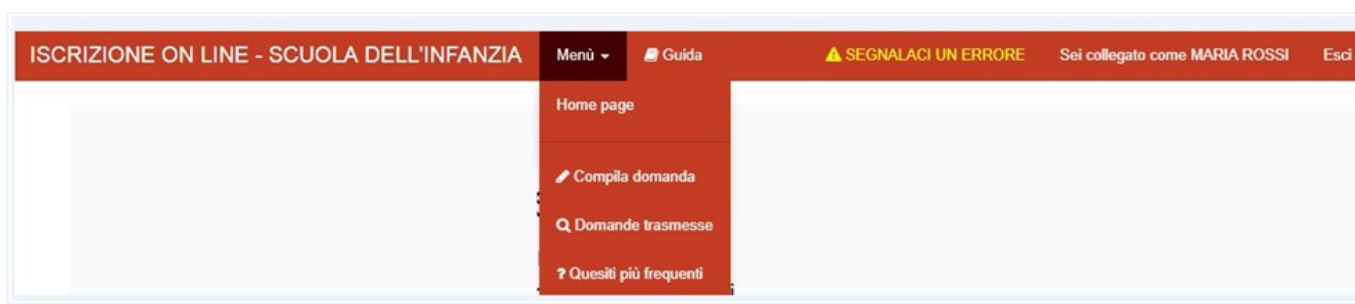 ISCRIZIONE ON LINE - SCUOLA DELL'INFANZIA Menù Guida SEGNALACI UN ERRORE Sei collegato come MARIA ROSSI Esci
Home page
Compila domanda
Domande trasmesse
? Quesiti più frequenti